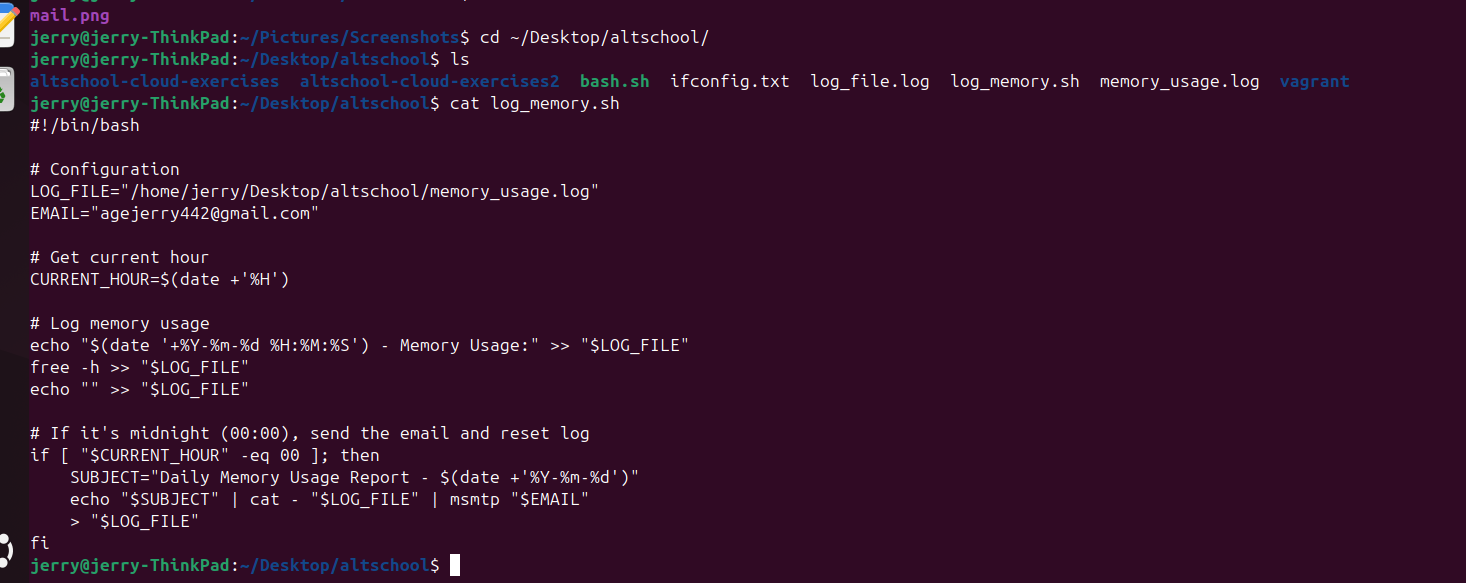 mail.png
jerry@jerry-ThinkPad:~/Pictures/Screenshots$ cd ~/Desktop/altschool/
jerry@jerry-ThinkPad:~/Desktop/altschool$ ls
altschool-cloud-exercises  altschool-cloud-exercises2  bash.sh  ifconfig.txt  log_file.log  log_memory.sh  memory_usage.log  vagrant
jerry@jerry-ThinkPad:~/Desktop/altschool$ cat log_memory.sh
#!/bin/bash

# Configuration
LOG_FILE="/home/jerry/Desktop/altschool/memory_usage.log"
EMAIL="agejerry442@gmail.com"

# Get current hour
CURRENT_HOUR=$(date +'%H')

# Log memory usage
echo "$(date '+%Y-%m-%d %H:%M:%S') - Memory Usage:" >> "$LOG_FILE"
free -h >> "$LOG_FILE"
echo "" >> "$LOG_FILE"

# If it's midnight (00:00), send the email and reset log
if [ "$CURRENT_HOUR" -eq 00 ]; then
    SUBJECT="Daily Memory Usage Report - $(date +'%Y-%m-%d')"
    echo "$SUBJECT" | cat - "$LOG_FILE" | msmtp "$EMAIL"
    > "$LOG_FILE"
fi
jerry@jerry-ThinkPad:~/Desktop/altschool$